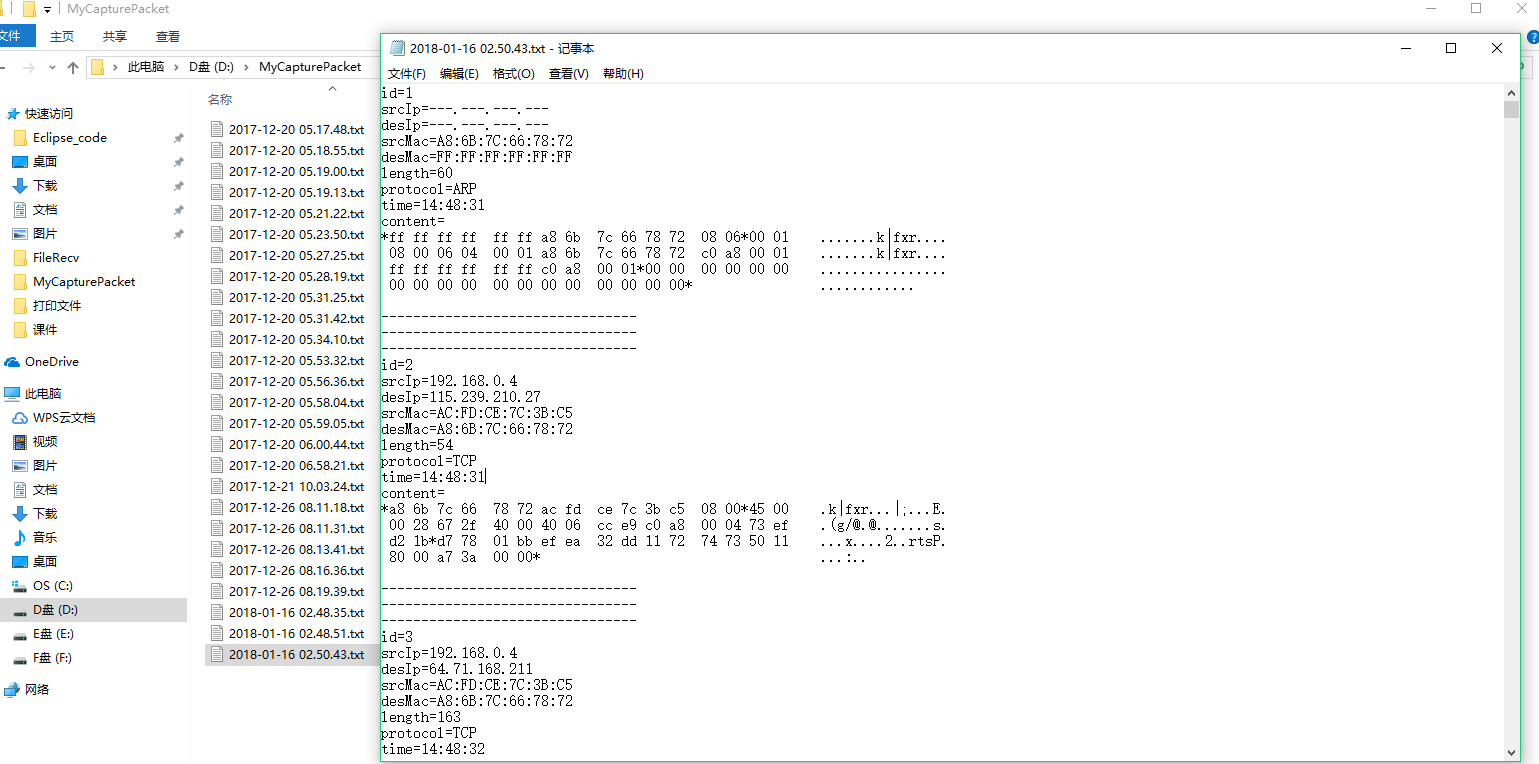 MyCapturePacket
文件
主页
共享
查看
此电脑 > D盘 (D:) > MyCapturePacket
快速访问
Eclipse_code
桌面
下载
文档
图片
FileRecv
MyCapturePacket
打印文件
课件
OneDrive
此电脑
WPS云文档
视频
图片
文档
下载
音乐
桌面
OS (C:)
D盘 (D:)
E盘 (E:)
F盘 (F:)
网络
名称
2017-12-20 05.17.48.txt
2017-12-20 05.18.55.txt
2017-12-20 05.19.00.txt
2017-12-20 05.19.13.txt
2017-12-20 05.21.22.txt
2017-12-20 05.23.50.txt
2017-12-20 05.27.25.txt
2017-12-20 05.28.19.txt
2017-12-20 05.31.25.txt
2017-12-20 05.31.42.txt
2017-12-20 05.34.10.txt
2017-12-20 05.53.32.txt
2017-12-20 05.56.36.txt
2017-12-20 05.58.04.txt
2017-12-20 05.59.05.txt
2017-12-20 06.00.44.txt
2017-12-20 06.58.21.txt
2017-12-21 10.03.24.txt
2017-12-26 08.11.18.txt
2017-12-26 08.11.31.txt
2017-12-26 08.13.41.txt
2017-12-26 08.16.36.txt
2017-12-26 08.19.39.txt
2018-01-16 02.48.35.txt
2018-01-16 02.48.51.txt
2018-01-16 02.50.43.txt
2018-01-16 02.50.43.txt - 记事本
文件(F) 编辑(E) 格式(O) 查看(V) 帮助(H)
id=1
srcIp=---.---.---.---
desIp=---.---.---.---
srcMac=A8:6B:7C:66:78:72
desMac=FF:FF:FF:FF:FF:FF
length=60
protocol=ARP
time=14:48:31
content=
*ff ff ff ff  ff ff a8 6b  7c 66 78 72  08 06*00 01    .......k|fxr....
 08 00 06 04  00 01 a8 6b  7c 66 78 72  c0 a8 00 01    .......k|fxr....
 ff ff ff ff  ff ff c0 a8  00 01*00 00  00 00 00 00    ................
 00 00 00 00  00 00 00 00  00 00 00 00*                ............
--------------------------------
--------------------------------
--------------------------------
id=2
srcIp=192.168.0.4
desIp=115.239.210.27
srcMac=AC:FD:CE:7C:3B:C5
desMac=A8:6B:7C:66:78:72
length=54
protocol=TCP
time=14:48:31
content=
*a8 6b 7c 66  78 72 ac fd  ce 7c 3b c5  08 00*45 00    .k|fxr...|;...E.
 00 28 67 2f  40 00 40 06  cc e9 c0 a8  00 04 73 ef    .(g/@.@.......s.
 d2 1b*d7 78  01 bb ef ea  32 dd 11 72  74 73 50 11    ...x....2..rtsP.
 80 00 a7 3a  00 00*                                   ...:..
--------------------------------
--------------------------------
--------------------------------
id=3
srcIp=192.168.0.4
desIp=64.71.168.211
srcMac=AC:FD:CE:7C:3B:C5
desMac=A8:6B:7C:66:78:72
length=163
protocol=TCP
time=14:48:32